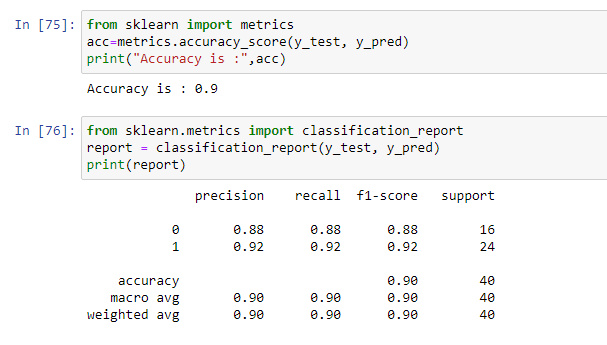 In [75]: from sklearn import metrics
acc=metrics.accuracy_score(y_test, y_pred)
print("Accuracy is :",acc)
Accuracy is : 0.9
In [76]: from sklearn.metrics import classification_report
report = classification_report(y_test, y_pred)
print(report)
precision recall f1-score support
0 0.88 0.88 0.88 16
1 0.92 0.92 0.92 24
accuracy 0.90 40
macro avg 0.90 0.90 0.90 40
weighted avg 0.90 0.90 0.90 40